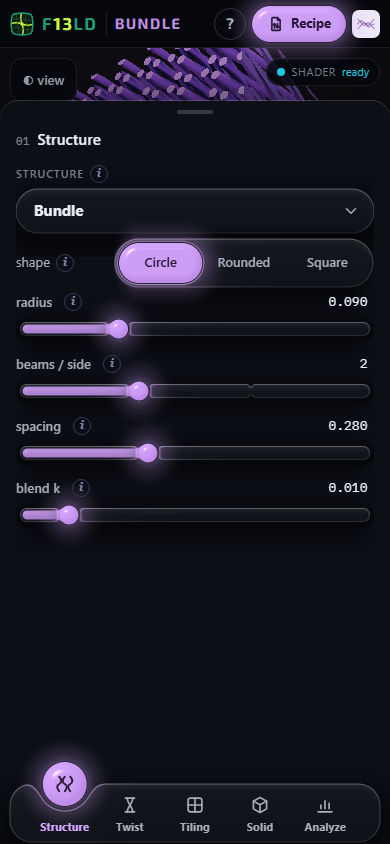 F13LD BUNDLE ? Recipe
view SHADER ready
01 Structure
STRUCTURE i
Bundle
shape i Circle Rounded Square
radius i 0.090
beams / side i 2
spacing i 0.280
blend k i 0.010
Structure Twist Tiling Solid Analyze